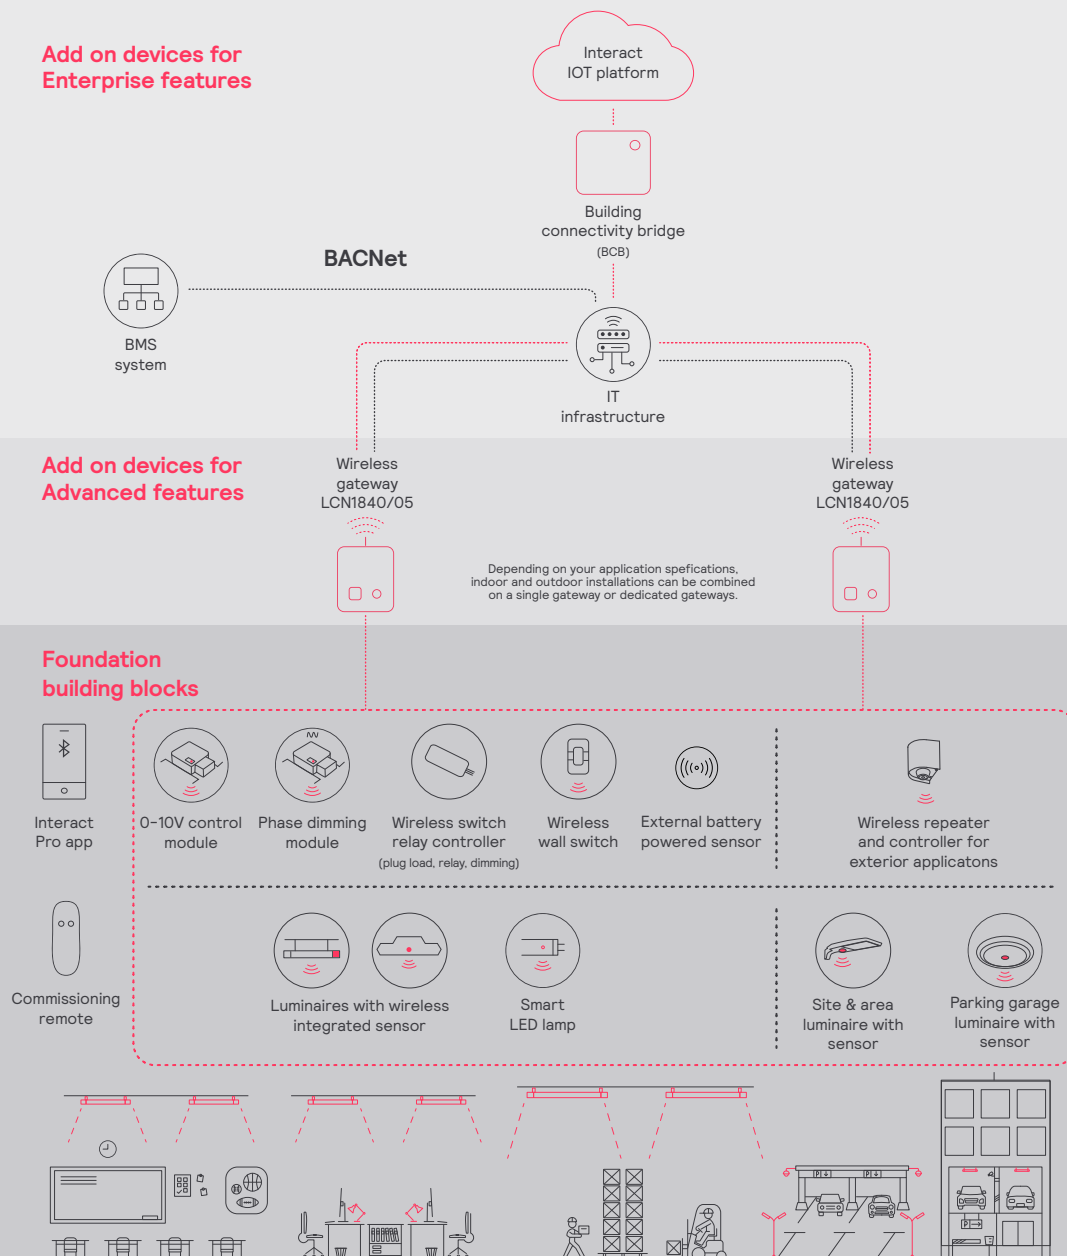 Add on devices for
Enterprise features
Interact
IOT platform
Building
connectivity bridge
(BCB)
BACNet
BMS
system
IT
infrastructure
Add on devices for
Advanced features
Wireless
gateway
LCN1840/05
Wireless
gateway
LCN1840/05
Depending on your application spefications,
indoor and outdoor installations can be combined
on a single gateway or dedicated gateways.
Foundation
building blocks
Interact
Pro app
0-10V control
module
Phase dimming
module
Wireless switch
relay controller
(plug load, relay, dimming)
Wireless
wall switch
External battery
powered sensor
Wireless repeater
and controller for
exterior applicatons
Commissioning
remote
Luminaires with wireless
integrated sensor
Smart
LED lamp
Site & area
luminaire with
sensor
Parking garage
luminaire with
sensor
P
P
P